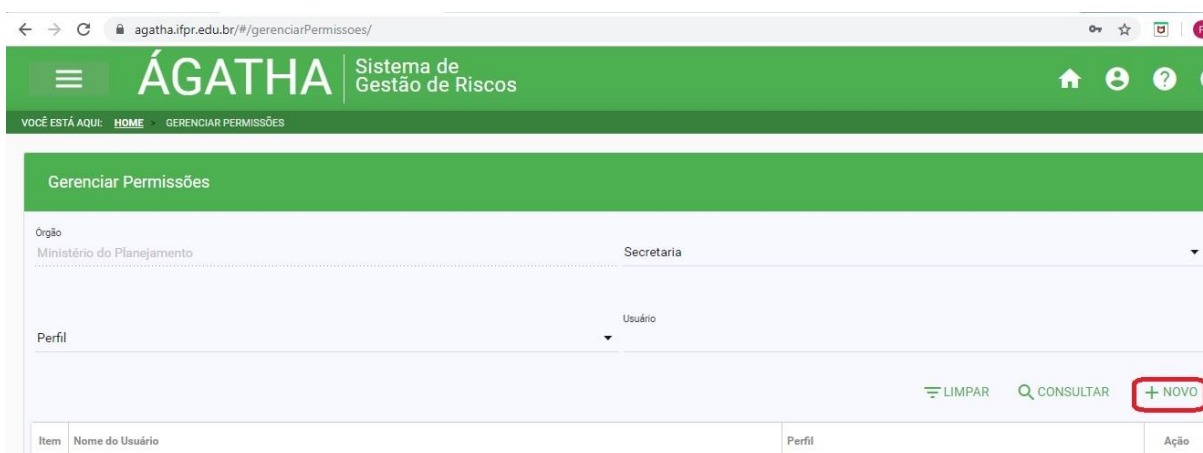 agatha.ifpr.edu.br/#/gerenciarPermissoes/
ÁGATHA Sistema de
Gestão de Riscos
VOCÊ ESTÁ AQUI: HOME > GERENCIAR PERMISSÕES
Gerenciar Permissões
Órgão
Ministério do Planejamento
Secretaria
Usuário
Perfil
LIMPAR CONSULTAR + NOVO
Item Nome do Usuário Perfil Ação